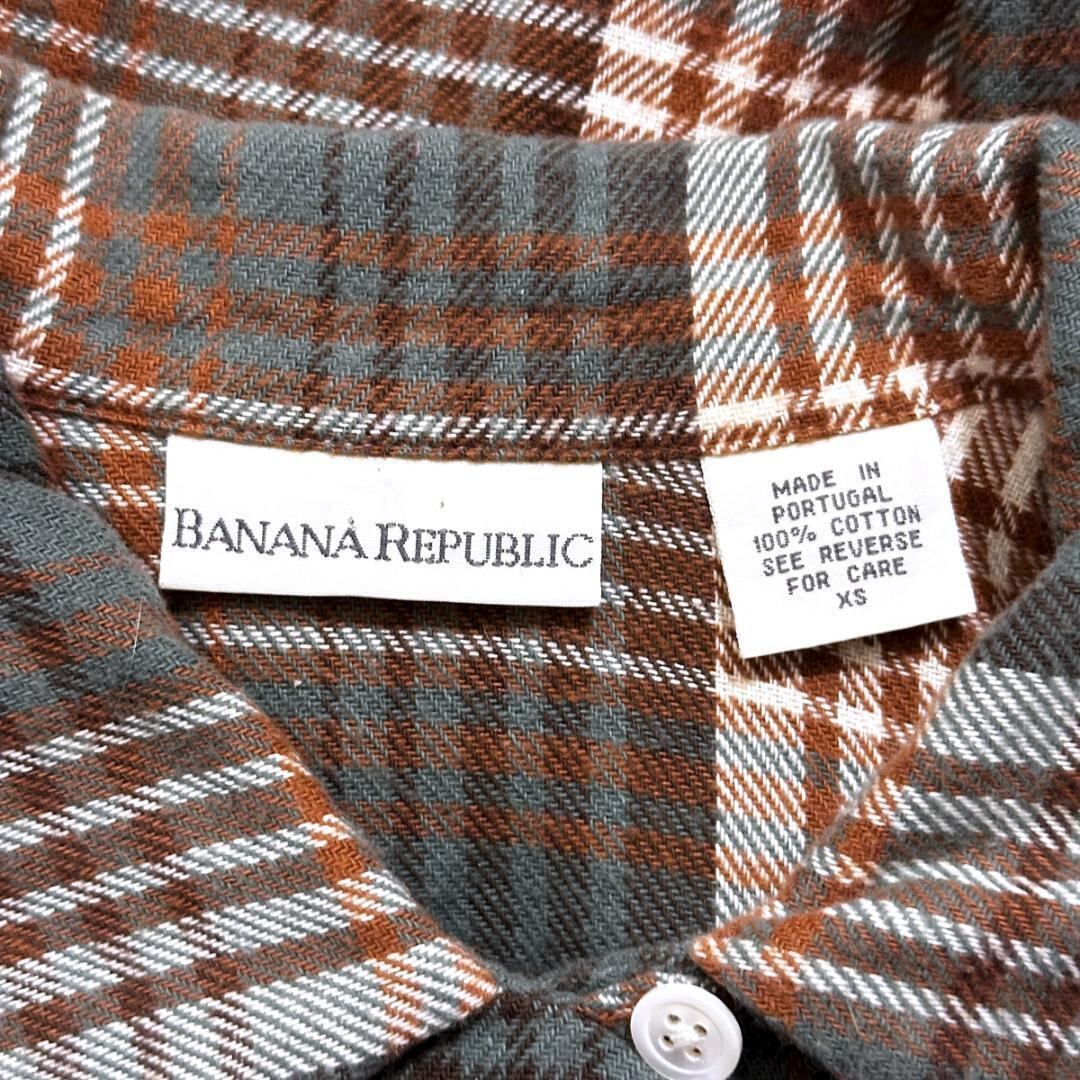 BANANA REPUBLIC
MADE IN
PORTUGAL
100% COTTON
SEE REVERSE
FOR CARE
XS